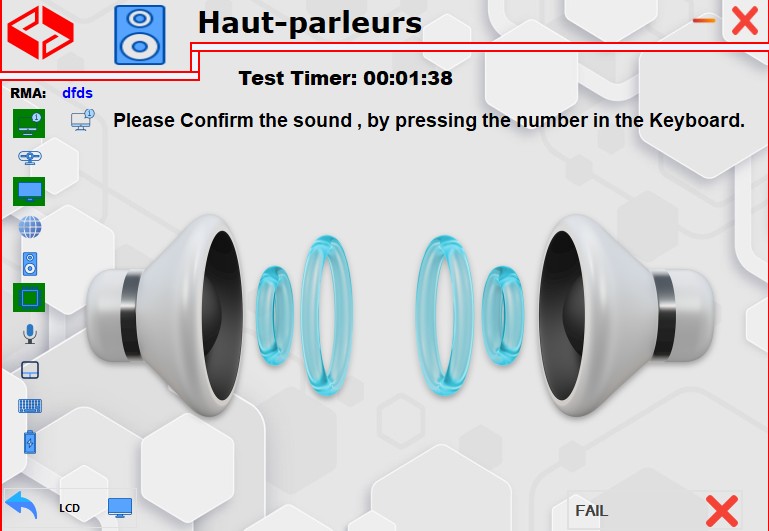 Haut-parleurs
Test Timer: 00:01:38
RMA: dfds
Please Confirm the sound , by pressing the number in the Keyboard.
LCD
FAIL